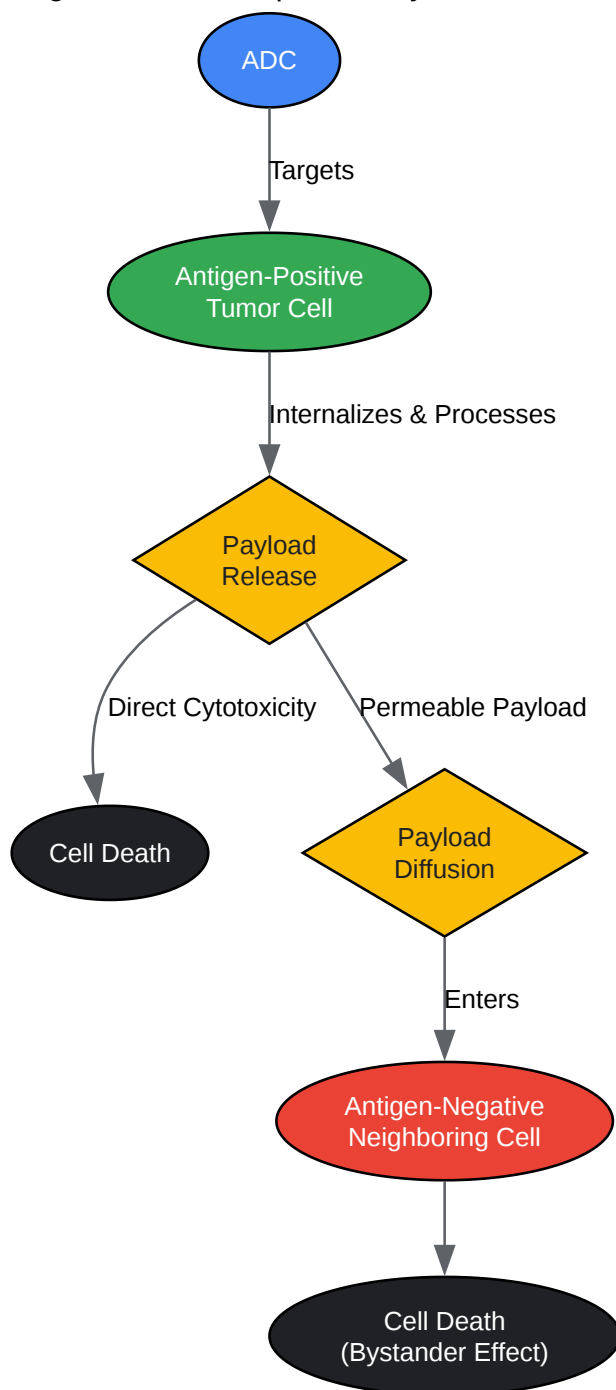 ADC
Targets
Antigen-Positive
Tumor Cell
Internalizes & Processes
Payload
Release
Direct Cytotoxicity
Permeable Payload
Cell Death
Payload
Diffusion
Enters
Antigen-Negative
Neighboring Cell
Cell Death
(Bystander Effect)